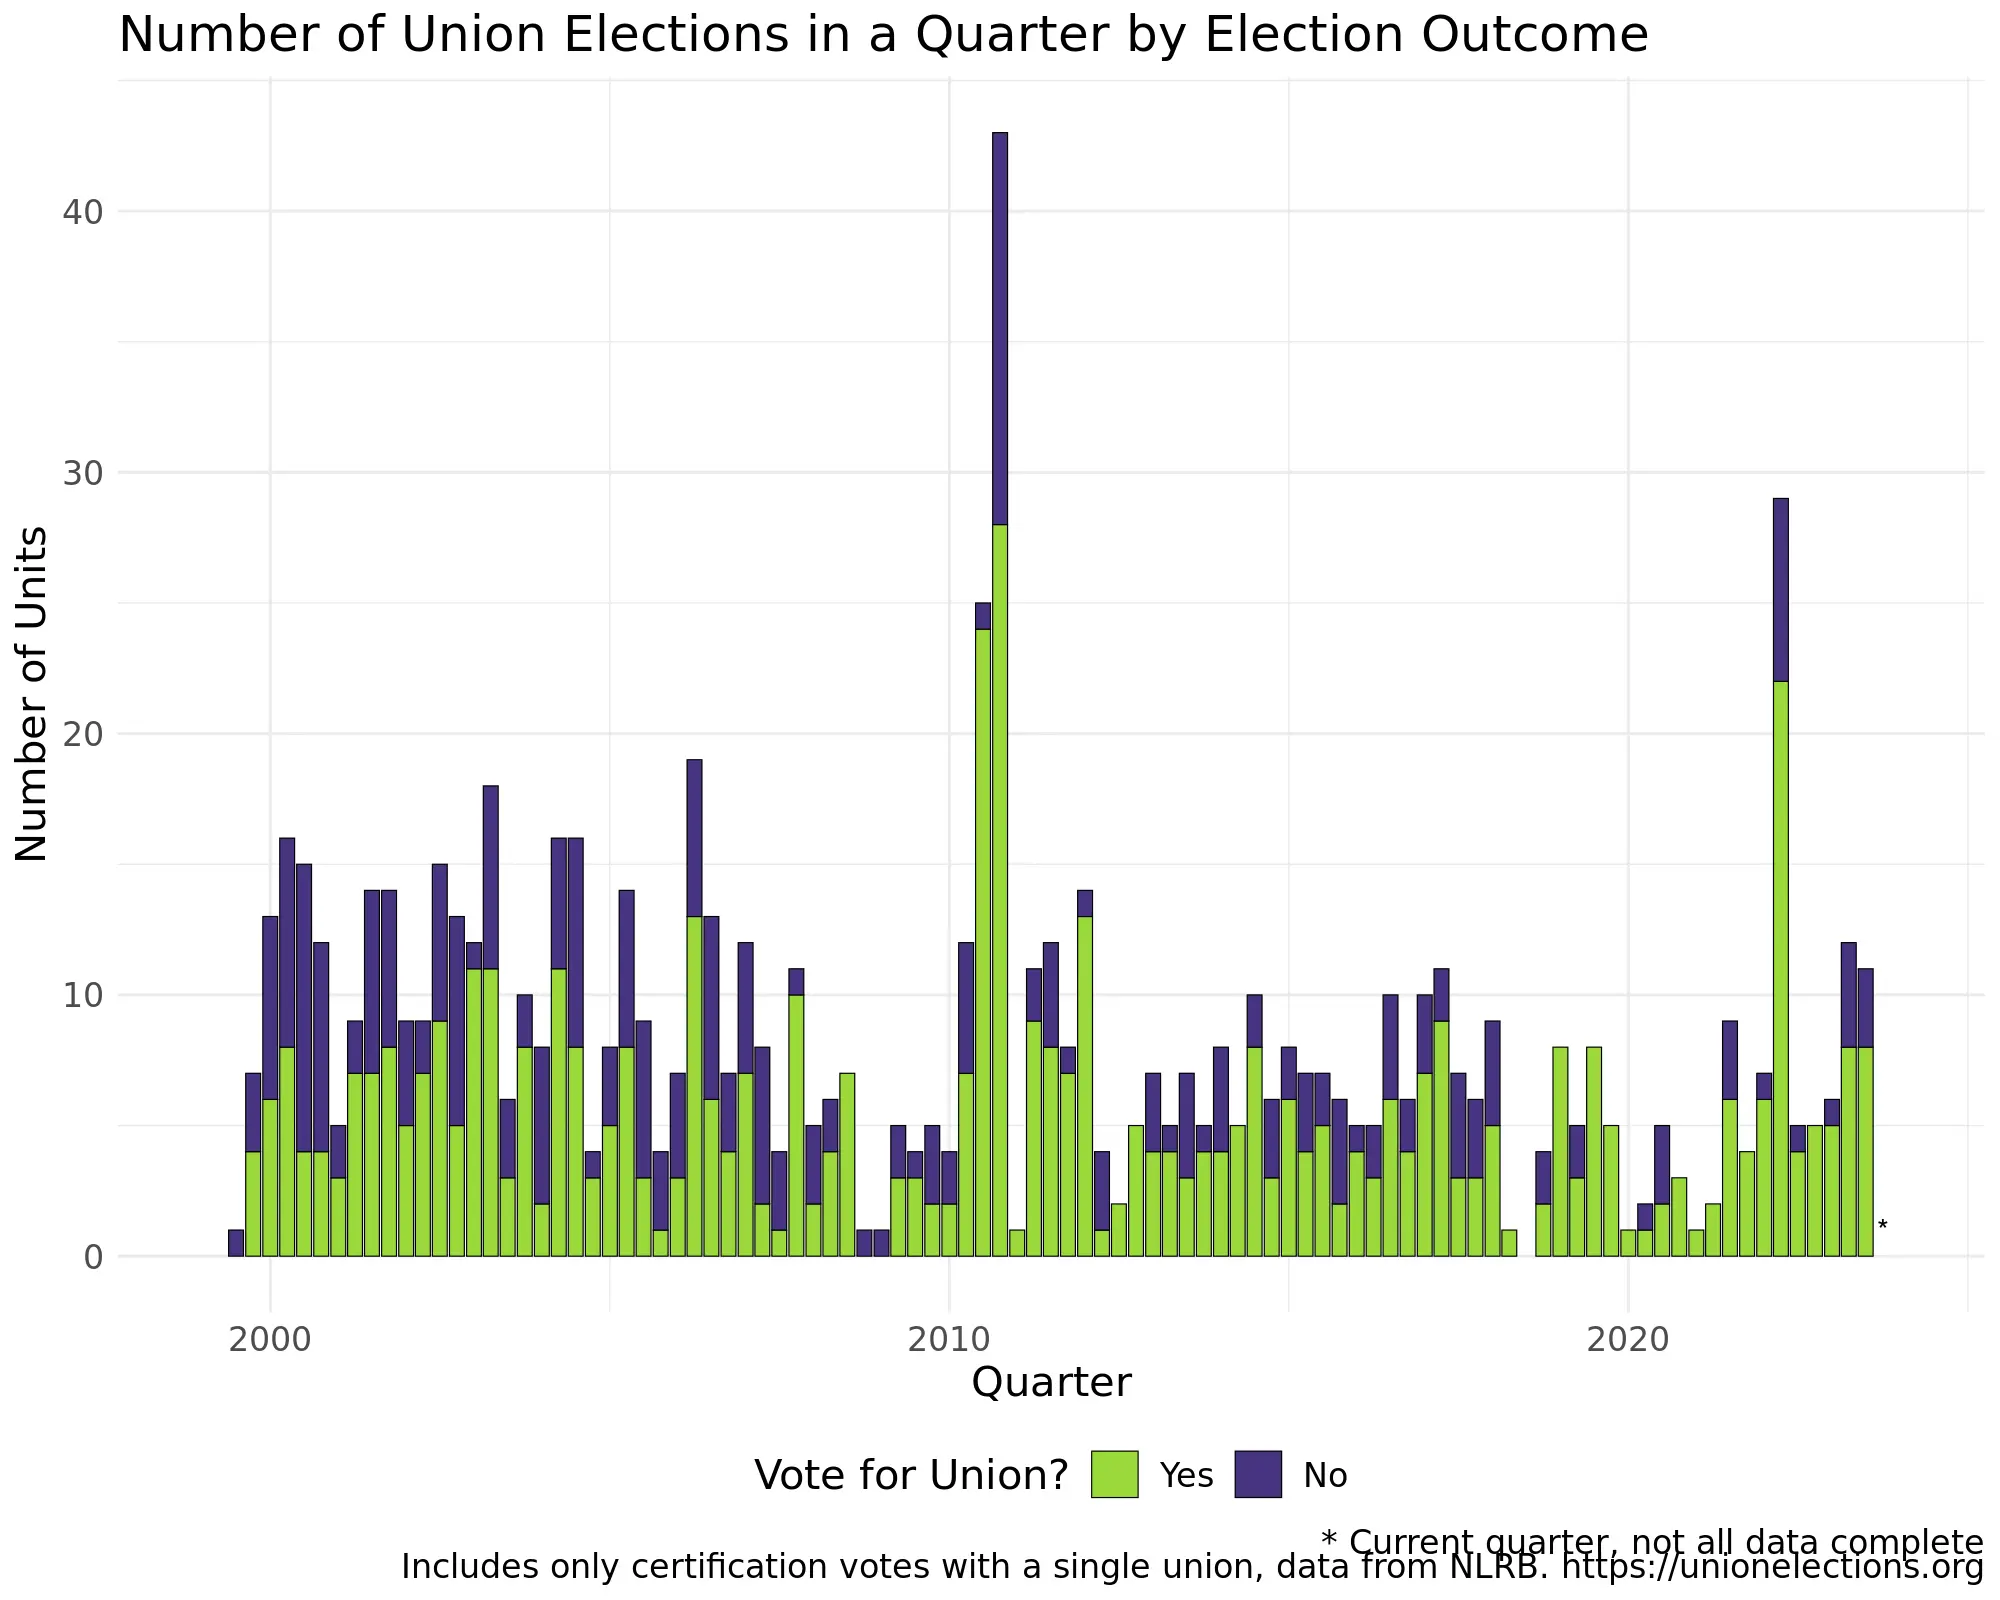 Number of Union Elections in a Quarter by Election Outcome
Number of Units
40
30
20
10
0
*
2000
2010
2020
Quarter
Vote for Union? Yes No
* Current quarter, not all data complete
Includes only certification votes with a single union, data from NLRB. https://unionelections.org